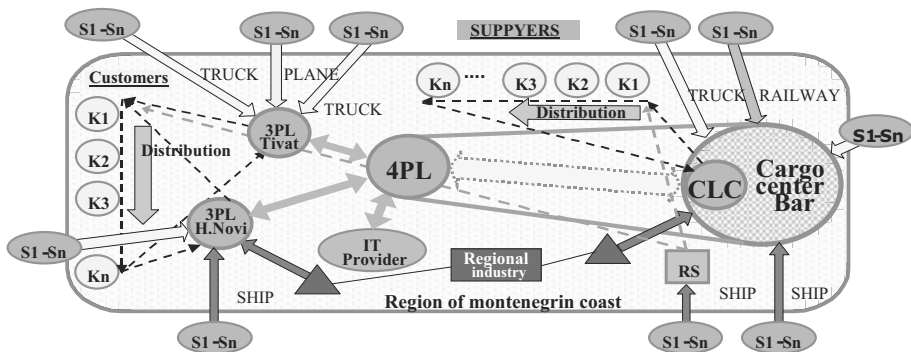 S1-Sn
S1-Sn
S1-Sn
SUPPYERS
S1-Sn
S1-Sn
Customers
TRUCK
PLANE
Kn
....
K3
K2
K1
TRUCK
RAILWAY
K1
TRUCK
Distribution
3PL
Tivat
S1-Sn
Distribution
4PL
CLC
Cargo
center
Bar
K2
K3
3PL
H.Novi
S1-Sn
IT
Provider
Regional
industry
RS
Kn
SHIP
Region of montenegrin coast
SHIP
SHIP
S1-Sn
S1-Sn
S1-Sn